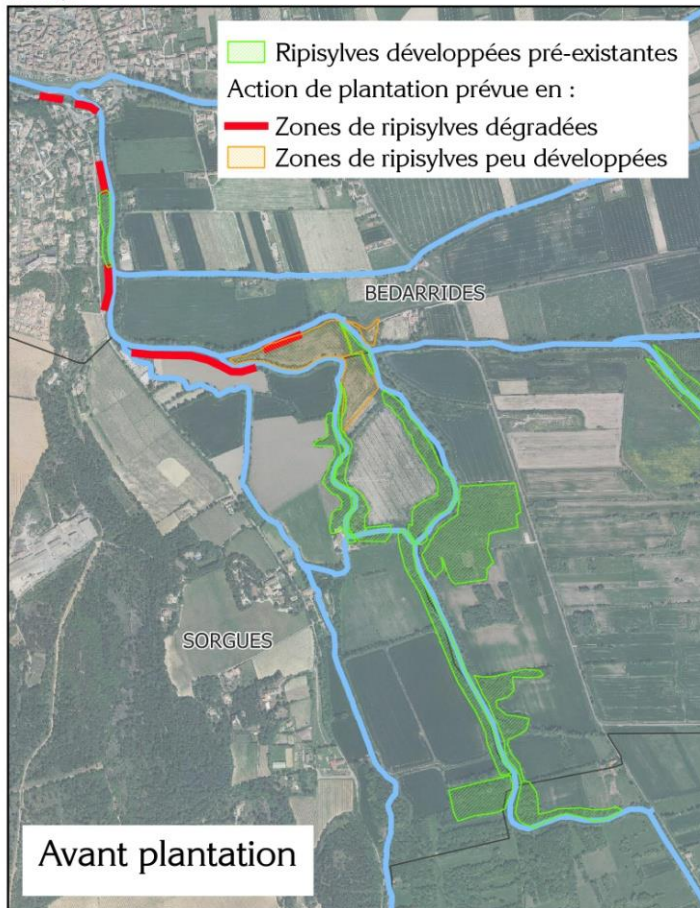 Ripisylves développées pré-existantes
Action de plantation prévue en :
Zones de ripisylves dégradées
Zones de ripisylves peu développées
BEDARRIDES
SORGUES
Avant plantation